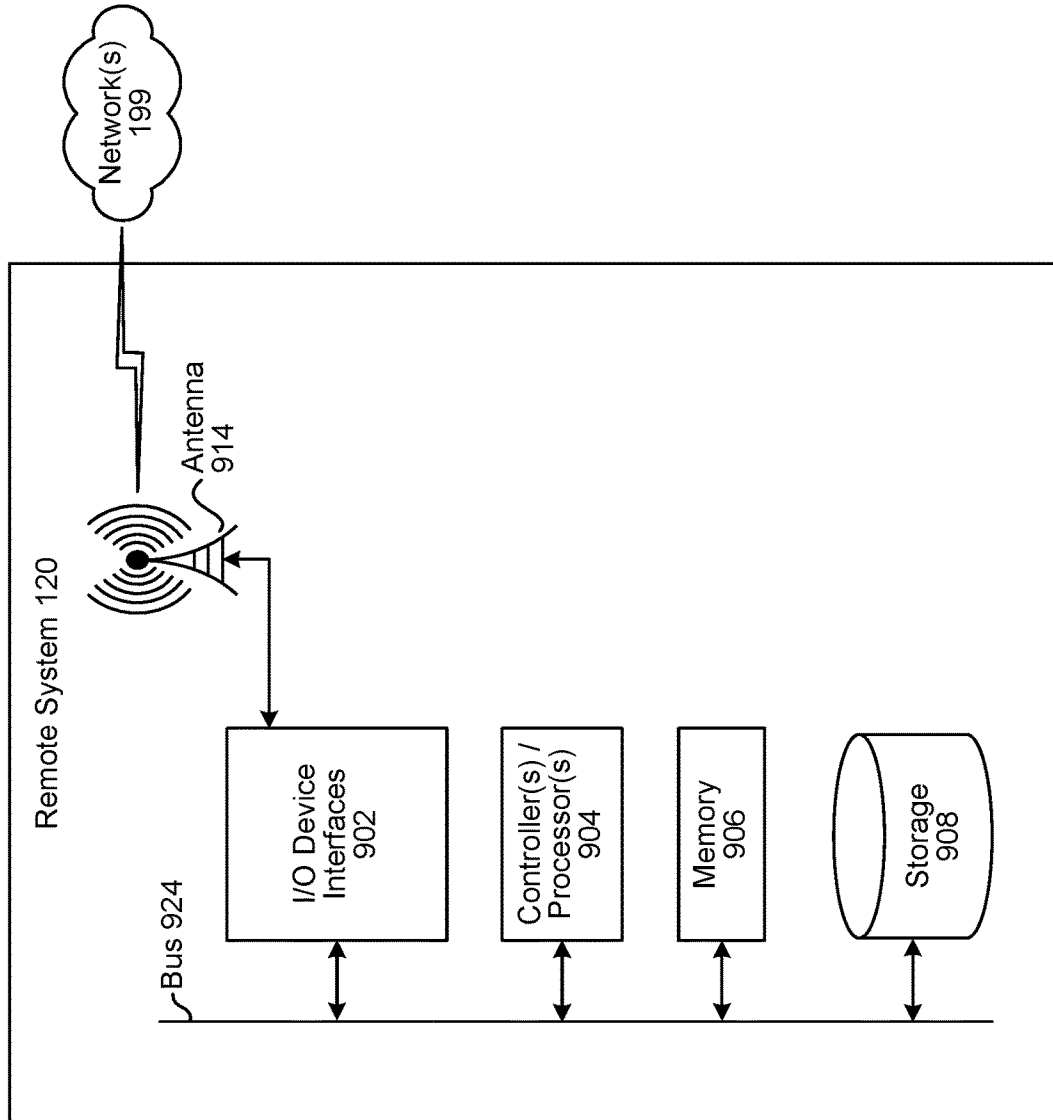 Remote System 120
Network(s)
199
Antenna
914
Bus 924
I/O Device
Interfaces
902
Controller(s) /
Processor(s)
904
Memory
906
Storage
908